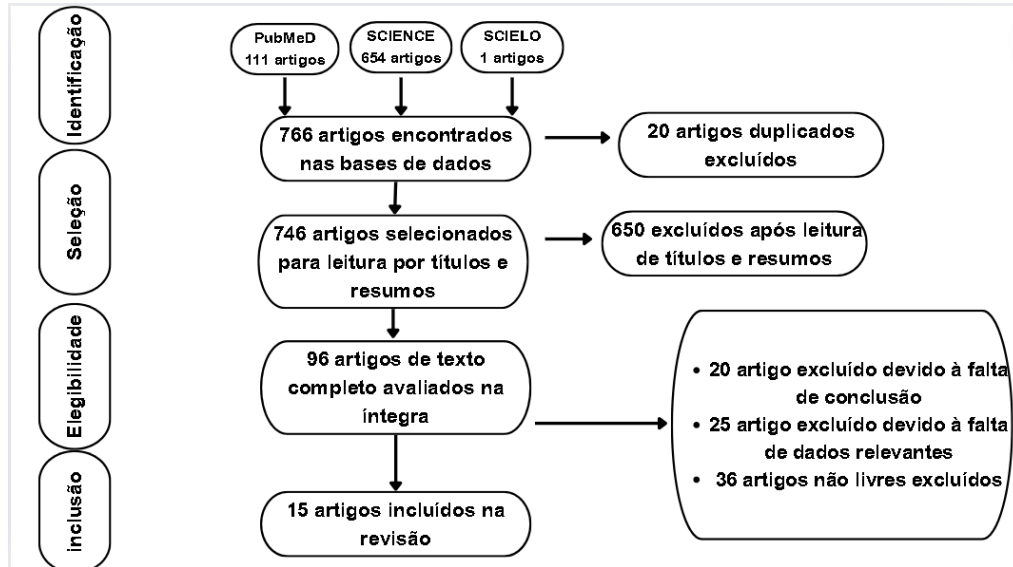 Identificação
PubMeD
111 artigos
SCIENCE
654 artigos
SCIELO
1 artigos
766 artigos encontrados
nas bases de dados
20 artigos duplicados
excluídos
Seleção
746 artigos selecionados
para leitura por títulos e
resumos
650 excluídos após leitura
de títulos e resumos
Elegibilidade
96 artigos de texto
completo avaliados na
íntegra
• 20 artigo excluído devido à falta
de conclusão
• 25 artigo excluído devido à falta
de dados relevantes
• 36 artigos não livres excluídos
inclusão
15 artigos incluídos na
revisão